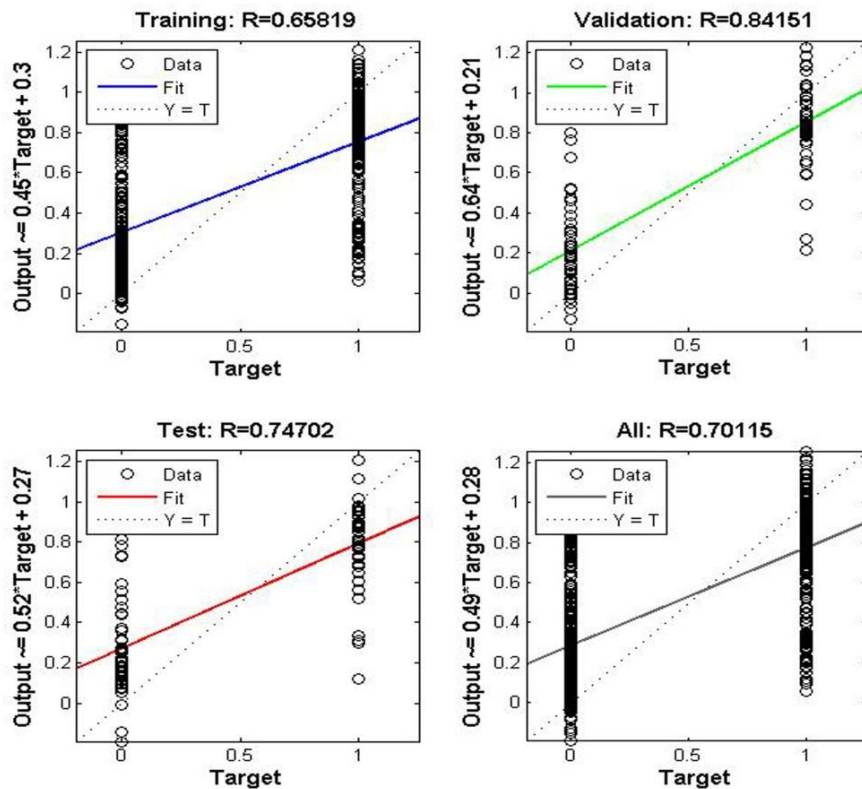 Training: R=0.65819
Output ~= 0.45*Target + 0.3
1.2
1
0.8
0.6
0.4
0.2
0
Data
Fit
Y = T
0
0.5
1
Target
Validation: R=0.84151
Output ~= 0.64*Target + 0.21
1.2
1
0.8
0.6
0.4
0.2
0
Data
Fit
Y = T
0
0.5
1
Target
Test: R=0.74702
Output ~= 0.52*Target + 0.27
1.2
1
0.8
0.6
0.4
0.2
0
Data
Fit
Y = T
0
0.5
1
Target
All: R=0.70115
Output ~= 0.49*Target + 0.28
1.2
1
0.8
0.6
0.4
0.2
0
Data
Fit
Y = T
0
0.5
1
Target